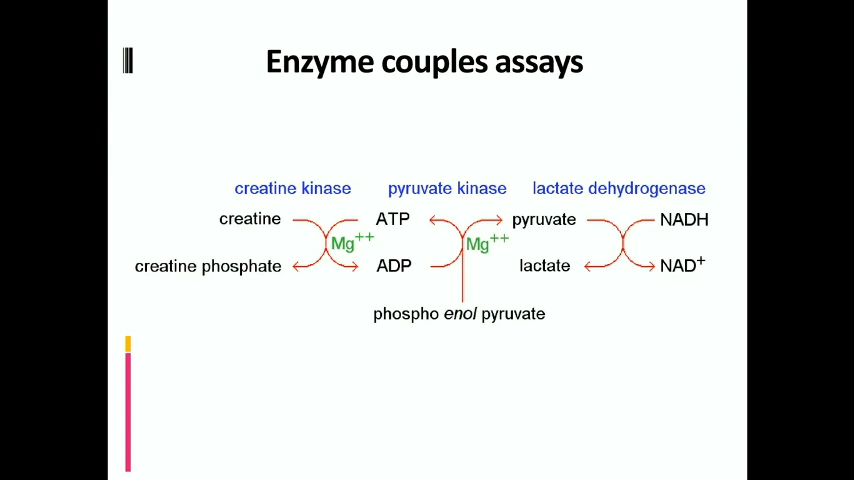 Enzyme couples assays
creatine kinase pyruvate kinase lactate dehydrogenase
creatine ATP pyruvate NADH
Mg++ Mg++
creatine phosphate ADP lactate NAD+
phospho enol pyruvate